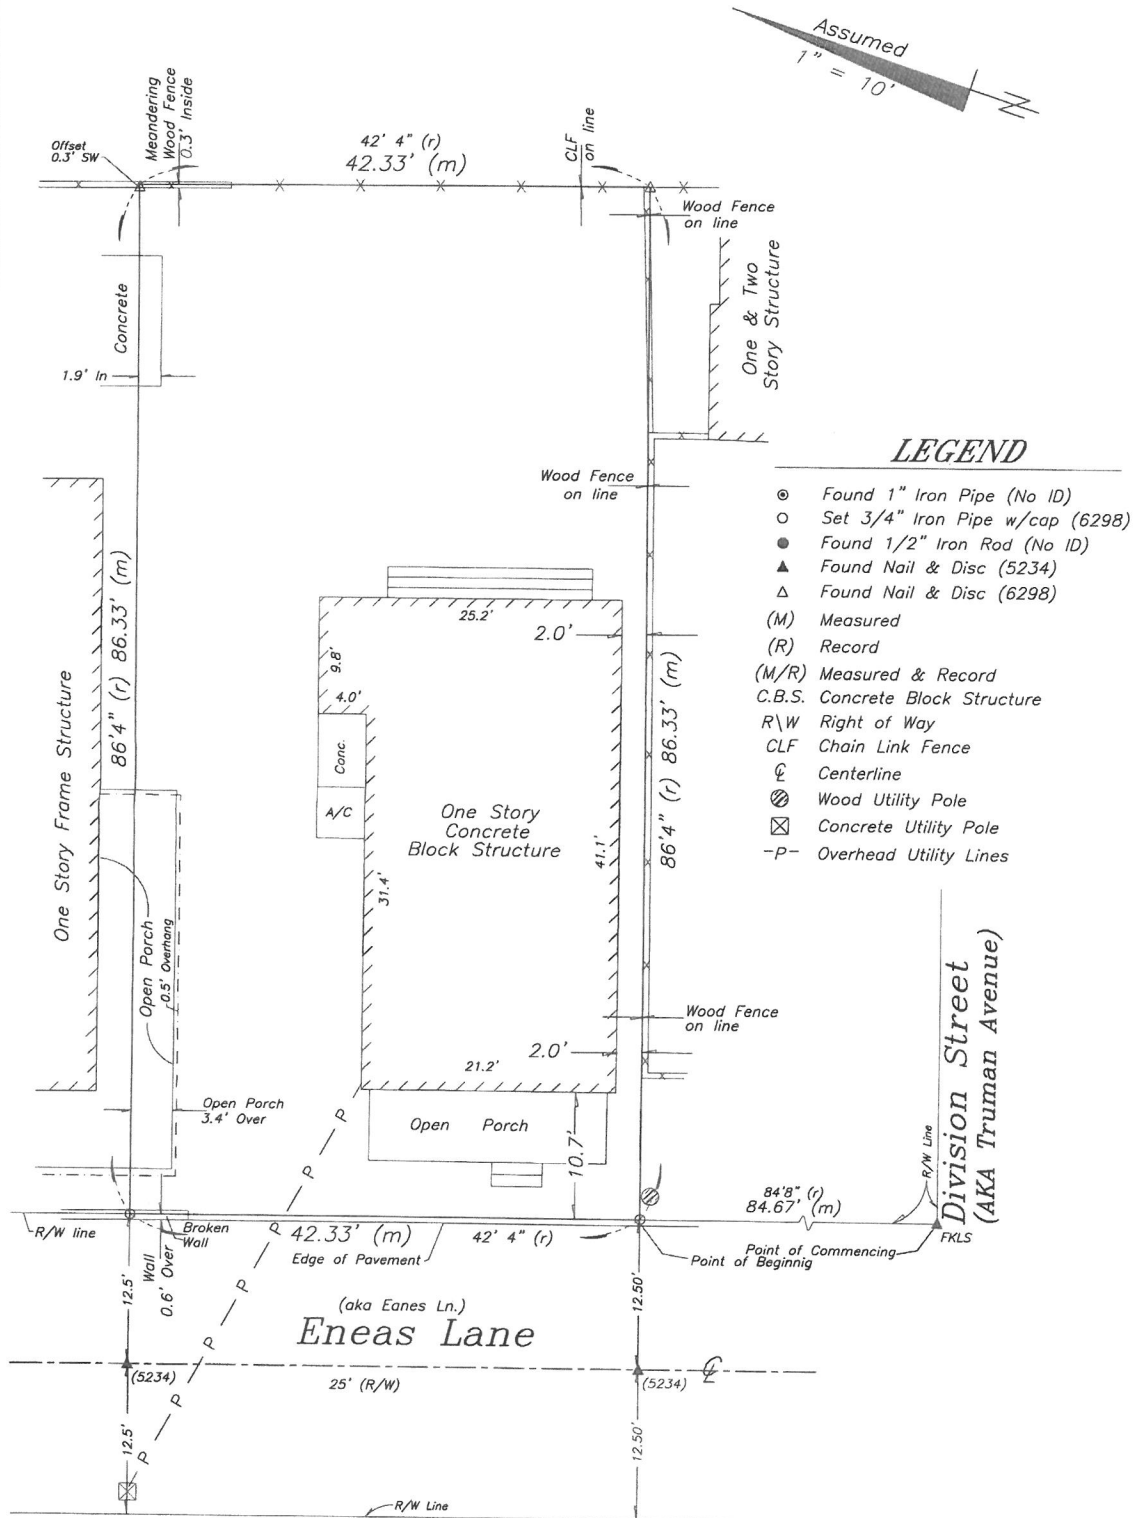 Assumed
1" = 10'
N
Offset
0.3' SW
Meandering
Wood Fence
0.3' Inside
42' 4" (r)
42.33' (m)
CLF
on line
Wood Fence
on line
Concrete
1.9' In
One & Two
Story Structure
LEGEND
Found 1" Iron Pipe (No ID)
Set 3/4" Iron Pipe w/cap (6298)
Found 1/2" Iron Rod (No ID)
Found Nail & Disc (5234)
Found Nail & Disc (6298)
(M) Measured
(R) Record
(M/R) Measured & Record
C.B.S. Concrete Block Structure
R\W Right of Way
CLF Chain Link Fence
℄ Centerline
Wood Utility Pole
Concrete Utility Pole
-P- Overhead Utility Lines
Wood Fence
on line
86'4" (r) 86.33' (m)
One Story Frame Structure
25.2'
2.0'
9.8'
4.0'
Conc.
A/C
One Story
Concrete
Block Structure
31.4'
41.1'
86'4" (r) 86.33' (m)
Open Porch
0.5' Overhang
Wood Fence
on line
2.0'
21.2'
Open Porch
3.4' Over
Open Porch
10.7'
P
P
P
P
P
P
P
P
P
Division Street
(AKA Truman Avenue)
R/W Line
84'8" (r)
84.67' (m)
FKLS
Point of Commencing
Point of Beginnig
R/W line
Broken
Wall
Wall
0.6' Over
42.33' (m)
42' 4" (r)
Edge of Pavement
12.5'
12.50'
(aka Eanes Ln.)
Eneas Lane
(5234)
25' (R/W)
(5234)
℄
12.5'
12.50'
R/W Line